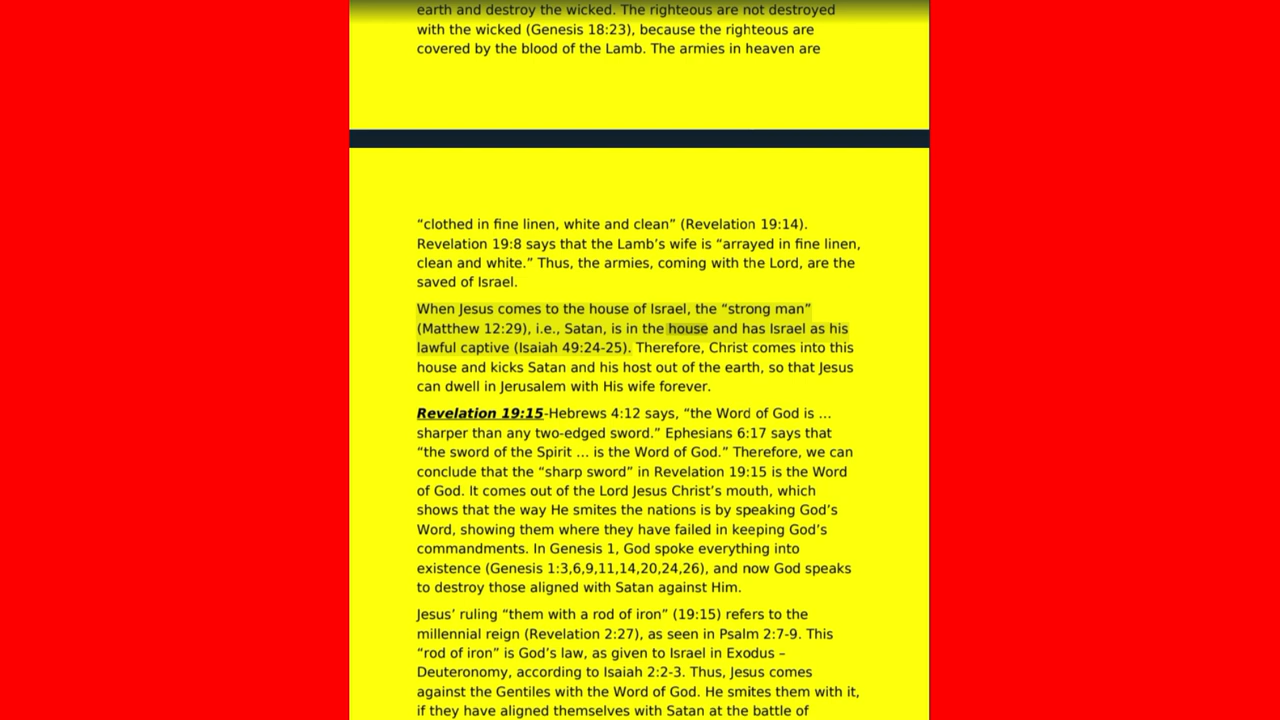 earth and destroy the wicked. The righteous are not destroyed
with the wicked (Genesis 18:23), because the righteous are
covered by the blood of the Lamb. The armies in heaven are
“clothed in fine linen, white and clean” (Revelation 19:14).
Revelation 19:8 says that the Lamb’s wife is “arrayed in fine linen,
clean and white.” Thus, the armies, coming with the Lord, are the
saved of Israel.
When Jesus comes to the house of Israel, the “strong man”
(Matthew 12:29), i.e., Satan, is in the house and has Israel as his
lawful captive (Isaiah 49:24-25). Therefore, Christ comes into this
house and kicks Satan and his host out of the earth, so that Jesus
can dwell in Jerusalem with His wife forever.
Revelation 19:15-Hebrews 4:12 says, “the Word of God is …
sharper than any two-edged sword.” Ephesians 6:17 says that
“the sword of the Spirit … is the Word of God.” Therefore, we can
conclude that the “sharp sword” in Revelation 19:15 is the Word
of God. It comes out of the Lord Jesus Christ’s mouth, which
shows that the way He smites the nations is by speaking God’s
Word, showing them where they have failed in keeping God’s
commandments. In Genesis 1, God spoke everything into
existence (Genesis 1:3,6,9,11,14,20,24,26), and now God speaks
to destroy those aligned with Satan against Him.
Jesus’ ruling “them with a rod of iron” (19:15) refers to the
millennial reign (Revelation 2:27), as seen in Psalm 2:7-9. This
“rod of iron” is God’s law, as given to Israel in Exodus –
Deuteronomy, according to Isaiah 2:2-3. Thus, Jesus comes
against the Gentiles with the Word of God. He smites them with it,
if they have aligned themselves with Satan at the battle of